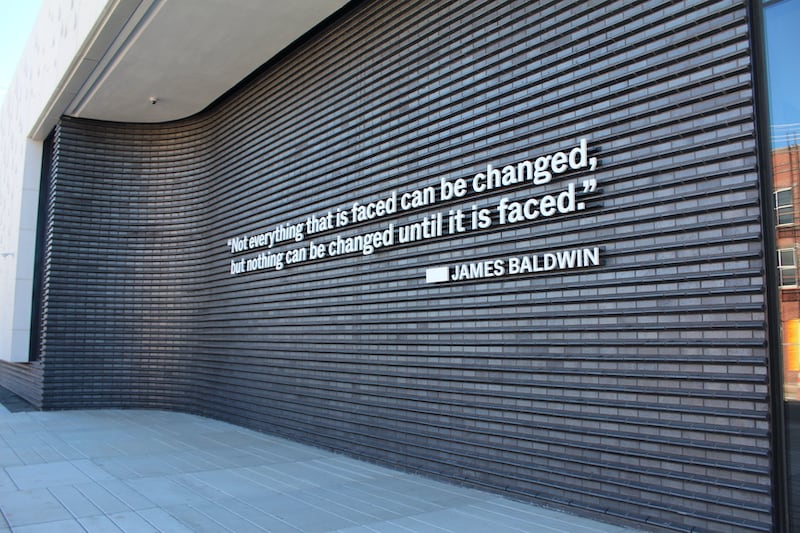 “Not everything that is faced can be changed,
but nothing can be changed until it is faced.”
JAMES BALDWIN